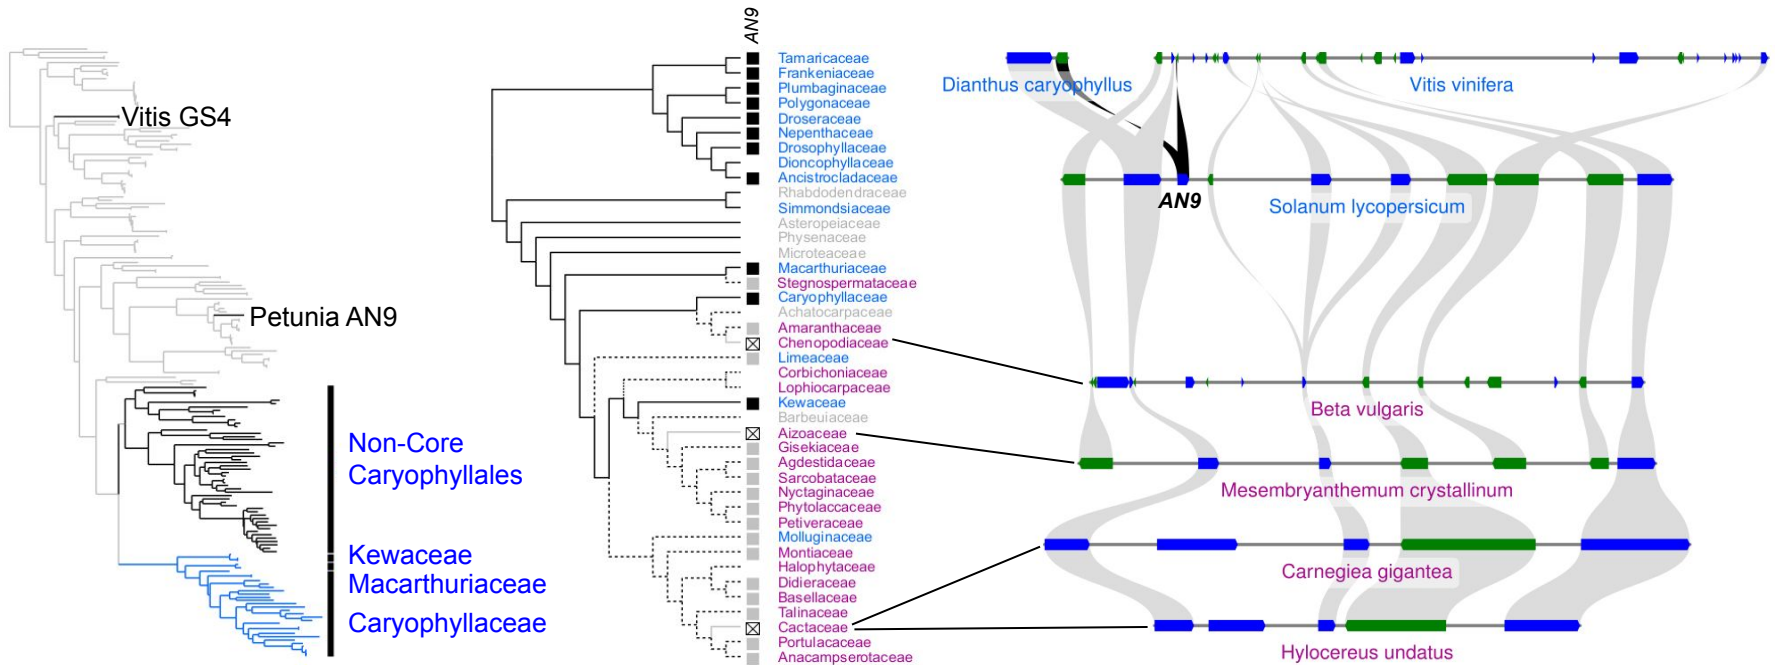 Vitis GS4
Petunia AN9
Non-Core
Caryophyllales
Kewaceae
Macarthuriaceae
Caryophyllaceae
AN9
Tamaricaceae
Frankeniaceae
Plumbaginaceae
Polygonaceae
Droseraceae
Nepenthaceae
Drosophyllaceae
Dioncophyllaceae
Ancistrocladaceae
Rhabdodendraceae
Simmondsiaceae
Asteropeiaceae
Physenaceae
Microteaceae
Macarthuriaceae
Stegnospermataceae
Caryophyllaceae
Achatocarpaceae
Amaranthaceae
Chenopodiaceae
Limeaceae
Corbichoniaceae
Lophiocarpaceae
Kewaceae
Barbeuiaceae
Aizoaceae
Gisekiaceae
Agdestidaceae
Sarcobataceae
Nyctaginaceae
Phytolaccaceae
Petiveraceae
Molluginaceae
Montiaceae
Halophytaceae
Didieraceae
Basellaceae
Talinaceae
Cactaceae
Portulacaceae
Anacampserotaceae
Dianthus caryophyllus
Vitis vinifera
AN9
Solanum lycopersicum
Beta vulgaris
Mesembryanthemum crystallinum
Carnegiea gigantea
Hylocereus undatus